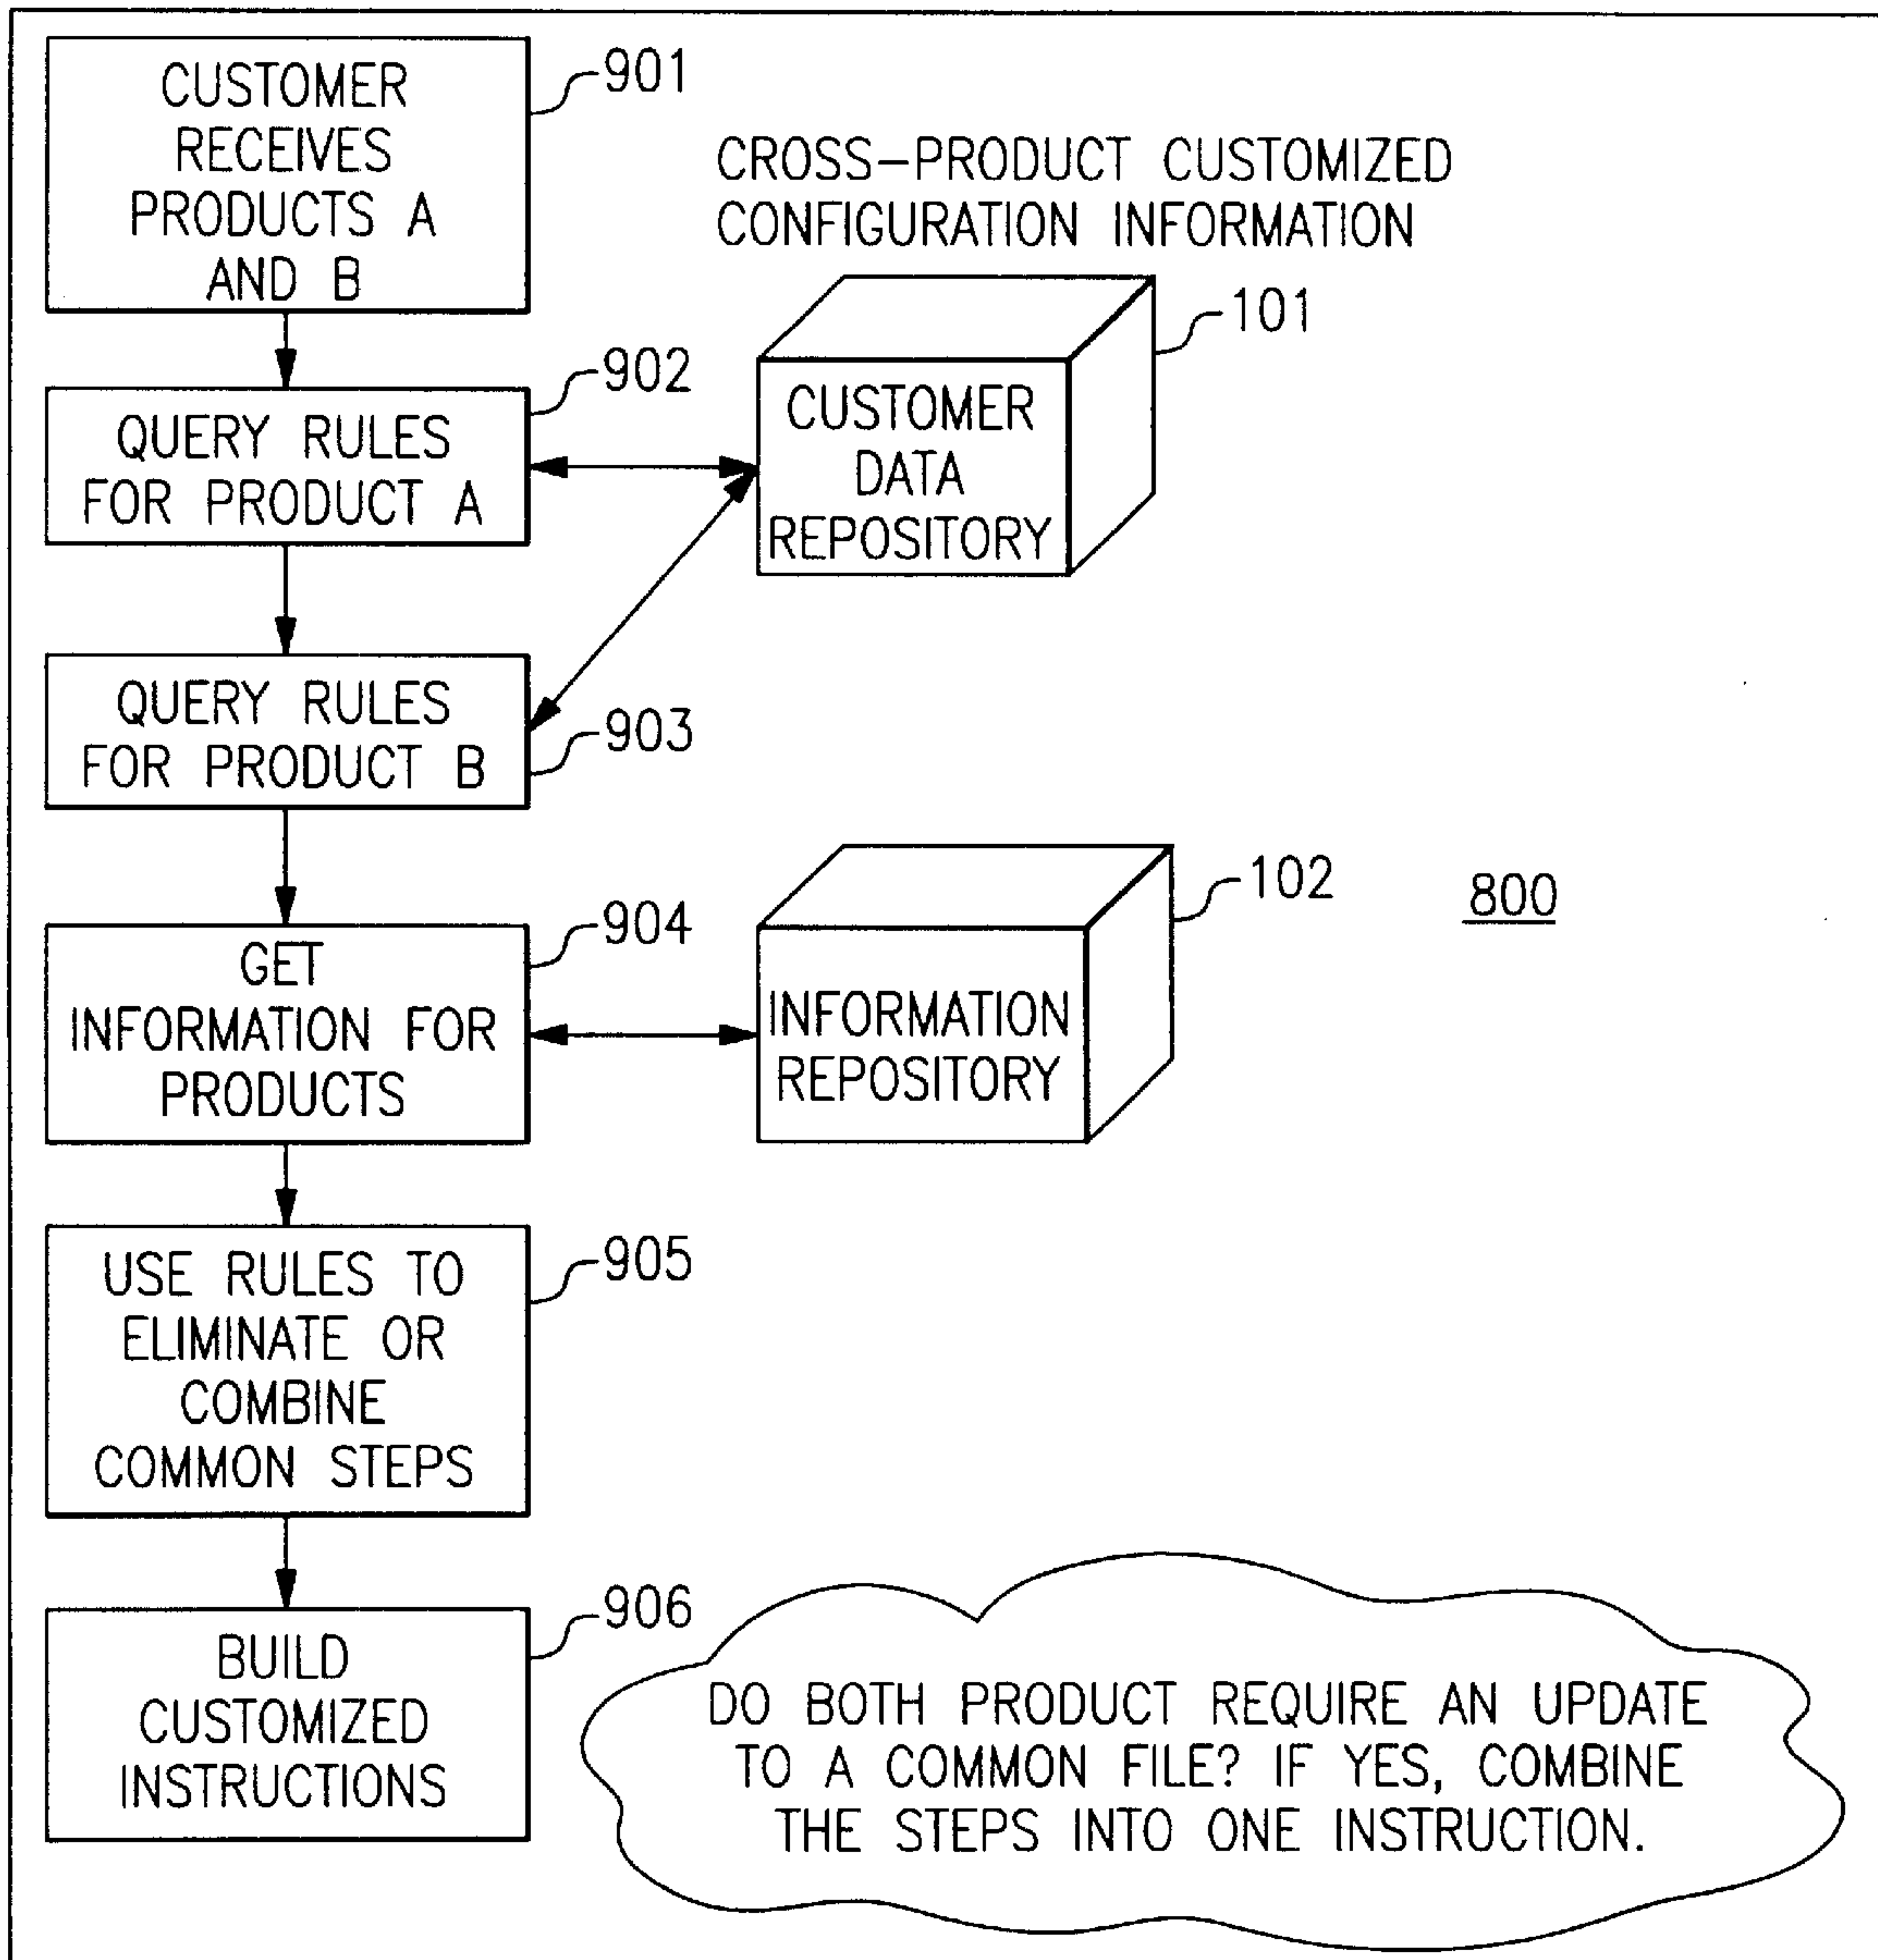 CUSTOMER
RECEIVES
PRODUCTS A
AND B
901
CROSS-PRODUCT CUSTOMIZED
CONFIGURATION INFORMATION
QUERY RULES
FOR PRODUCT A
902
CUSTOMER
DATA
REPOSITORY
101
QUERY RULES
FOR PRODUCT B
903
GET
INFORMATION FOR
PRODUCTS
904
INFORMATION
REPOSITORY
102
800
USE RULES TO
ELIMINATE OR
COMBINE
COMMON STEPS
905
BUILD
CUSTOMIZED
INSTRUCTIONS
906
DO BOTH PRODUCT REQUIRE AN UPDATE
TO A COMMON FILE? IF YES, COMBINE
THE STEPS INTO ONE INSTRUCTION.